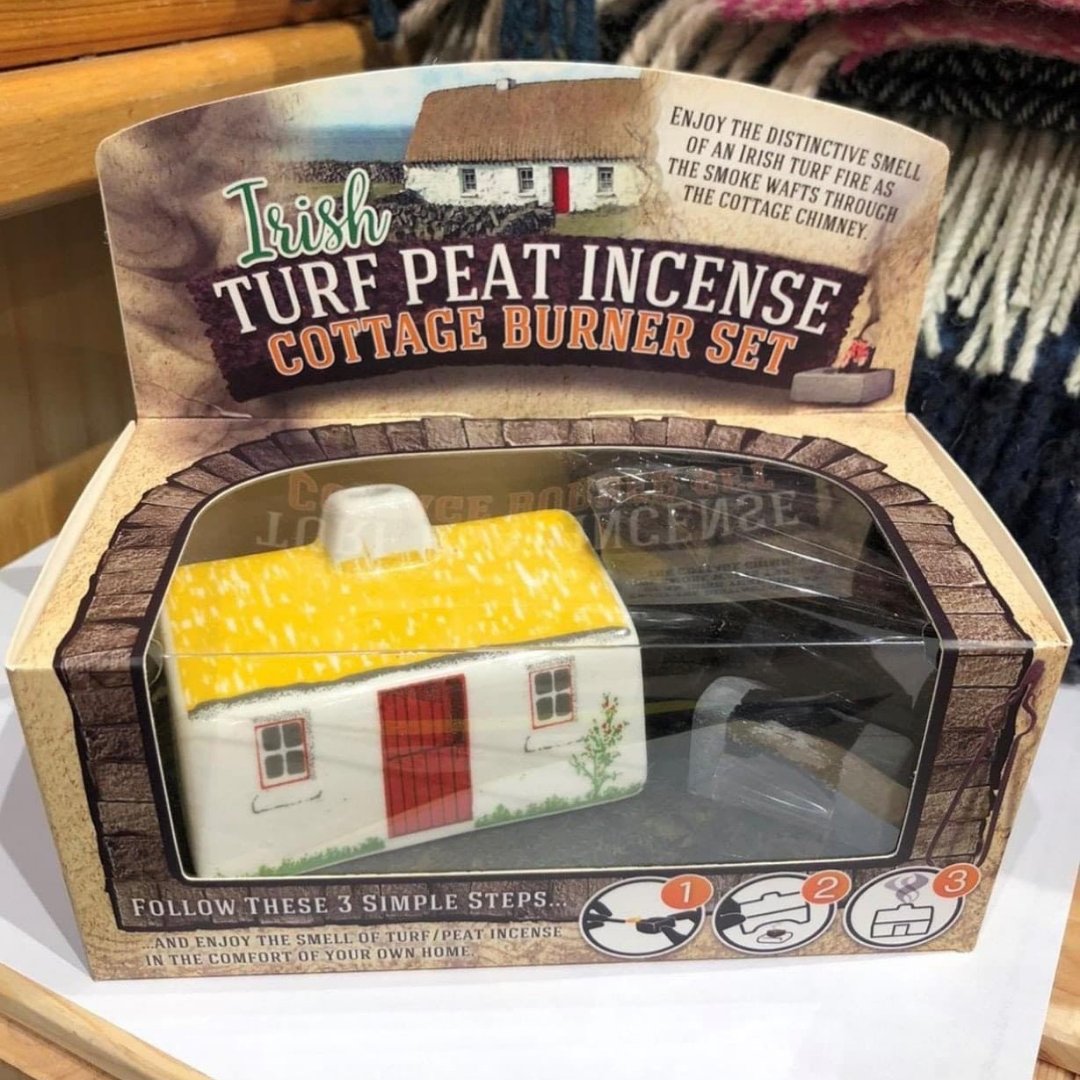 ENJOY THE DISTINCTIVE SMELL
OF AN IRISH TURF FIRE AS
THE SMOKE WAFTS THROUGH
THE COTTAGE CHIMNEY.
Irish
TURF PEAT INCENSE
COTTAGE BURNER SET
FOLLOW THESE 3 SIMPLE STEPS...
...AND ENJOY THE SMELL OF TURF/PEAT INCENSE
IN THE COMFORT OF YOUR OWN HOME.
1
2
3